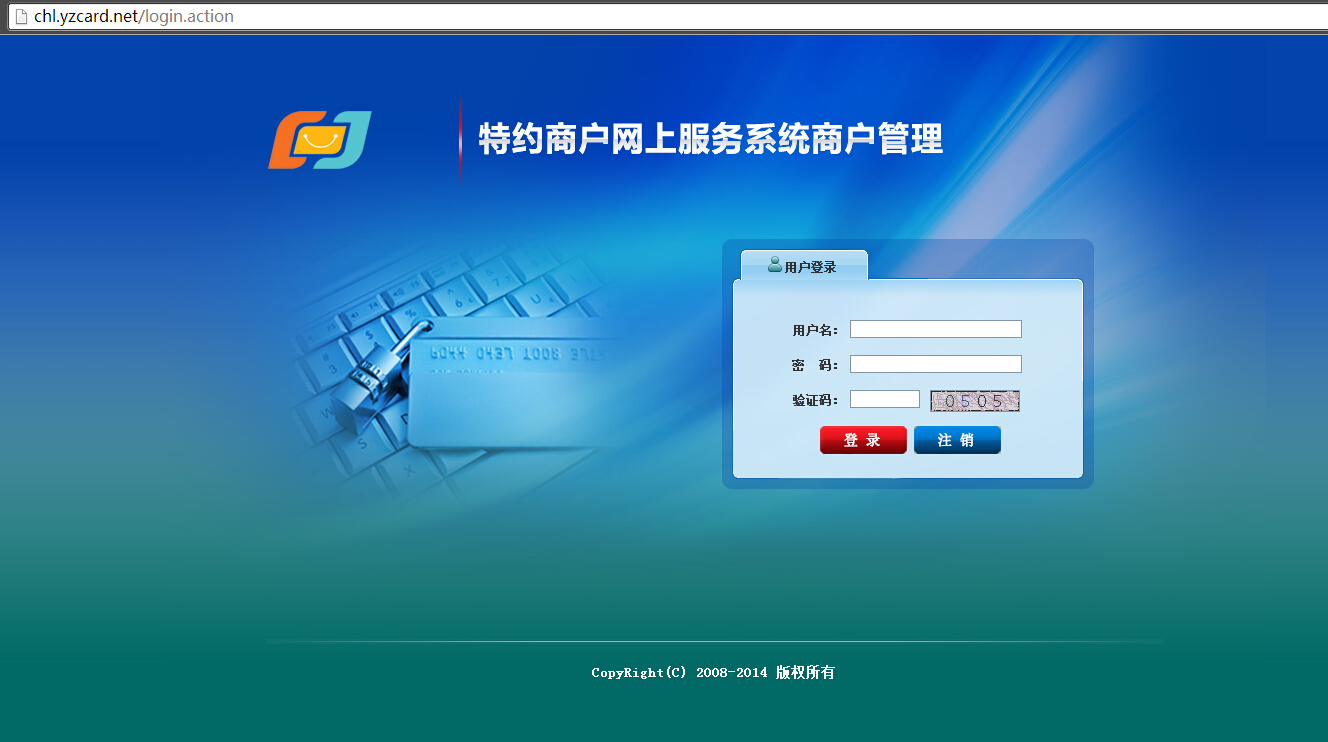 chl.yzcard.net/login.action
特约商户网上服务系统商户管理
用户登录
用户名：
密 码：
验证码：
0505
登 录
注 销
CopyRight(C) 2008-2014 版权所有